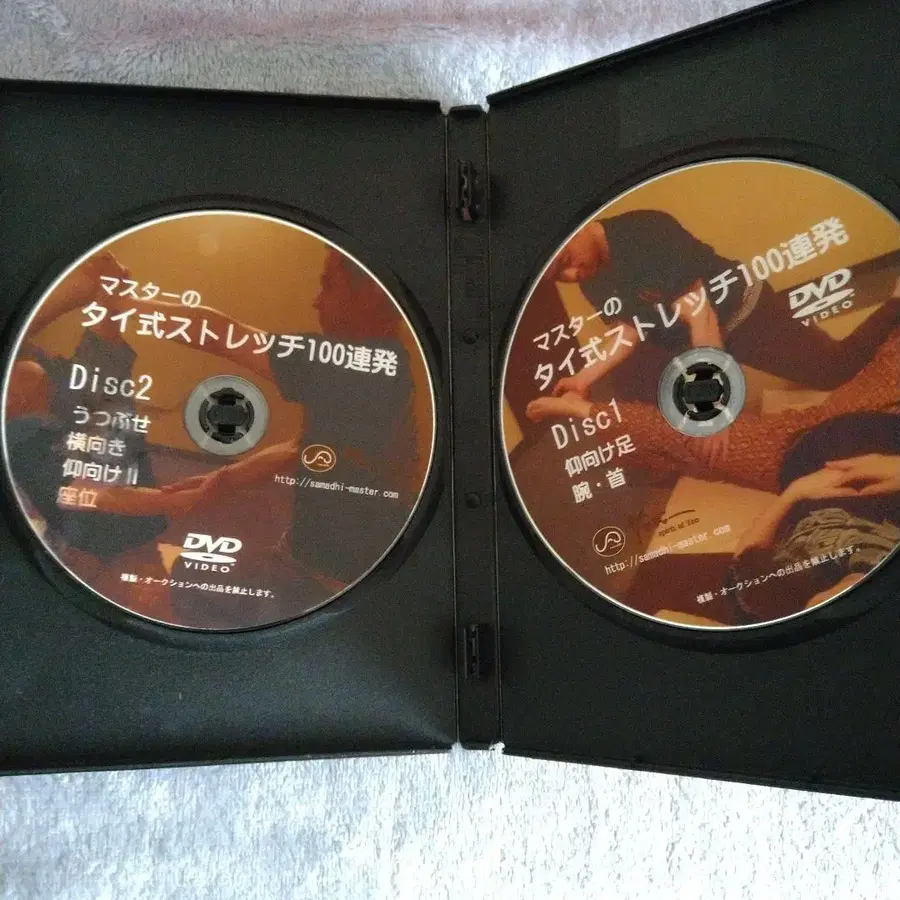 マスターの
タイ式ストレッチ100連発
Disc2
うつぶせ
横向き
仰向けⅡ
座位
http://samadhi-master.com
DVD
VIDEO
複製・オークションへの出品を禁止します。
マスターの
タイ式ストレッチ100連発
DVD
VIDEO
Disc1
仰向け足
腕・首
http://samadhi-master.com
複製・オークションへの出品を禁止します。